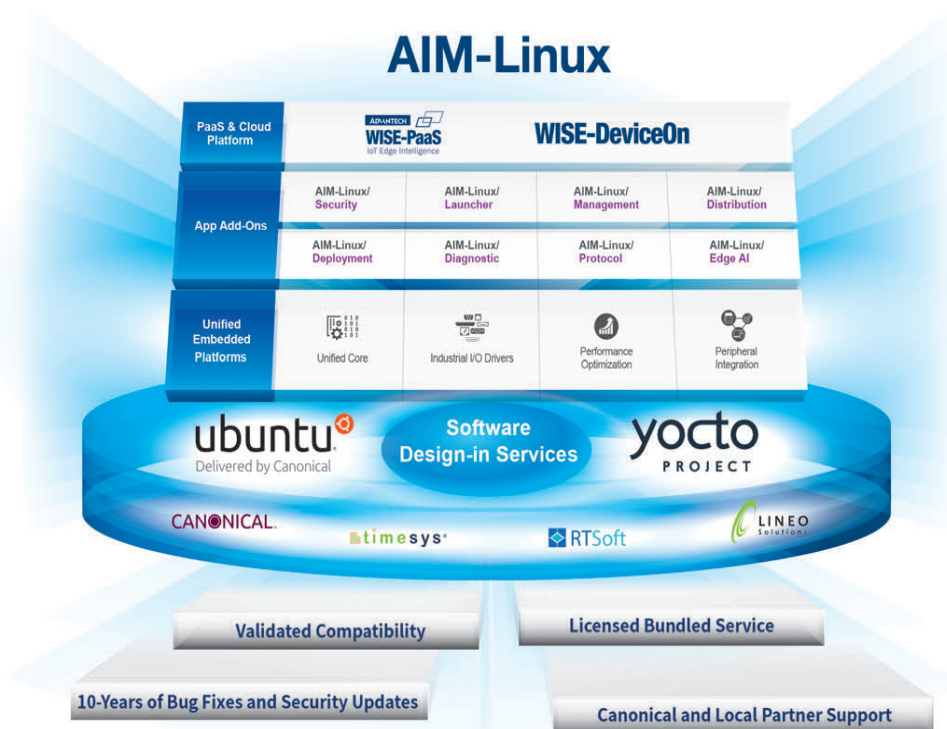 AIM-Linux
PaaS & Cloud
Platform
ADVANTECH
WISE-PaaS
IoT Edge Intelligence
WISE-DeviceOn
App Add-Ons
AIM-Linux/
Security
AIM-Linux/
Launcher
AIM-Linux/
Management
AIM-Linux/
Distribution
AIM-Linux/
Deployment
AIM-Linux/
Diagnostic
AIM-Linux/
Protocol
AIM-Linux/
Edge AI
Unified
Embedded
Platforms
010
101
010
101
Unified Core
Industrial I/O Drivers
Performance
Optimization
Peripheral
Integration
ubuntu
Delivered by Canonical
Software
Design-in Services
yocto
PROJECT
CANONICAL
timesys
RTSoft
LINEO
Solutions
Validated Compatibility
Licensed Bundled Service
10-Years of Bug Fixes and Security Updates
Canonical and Local Partner Support